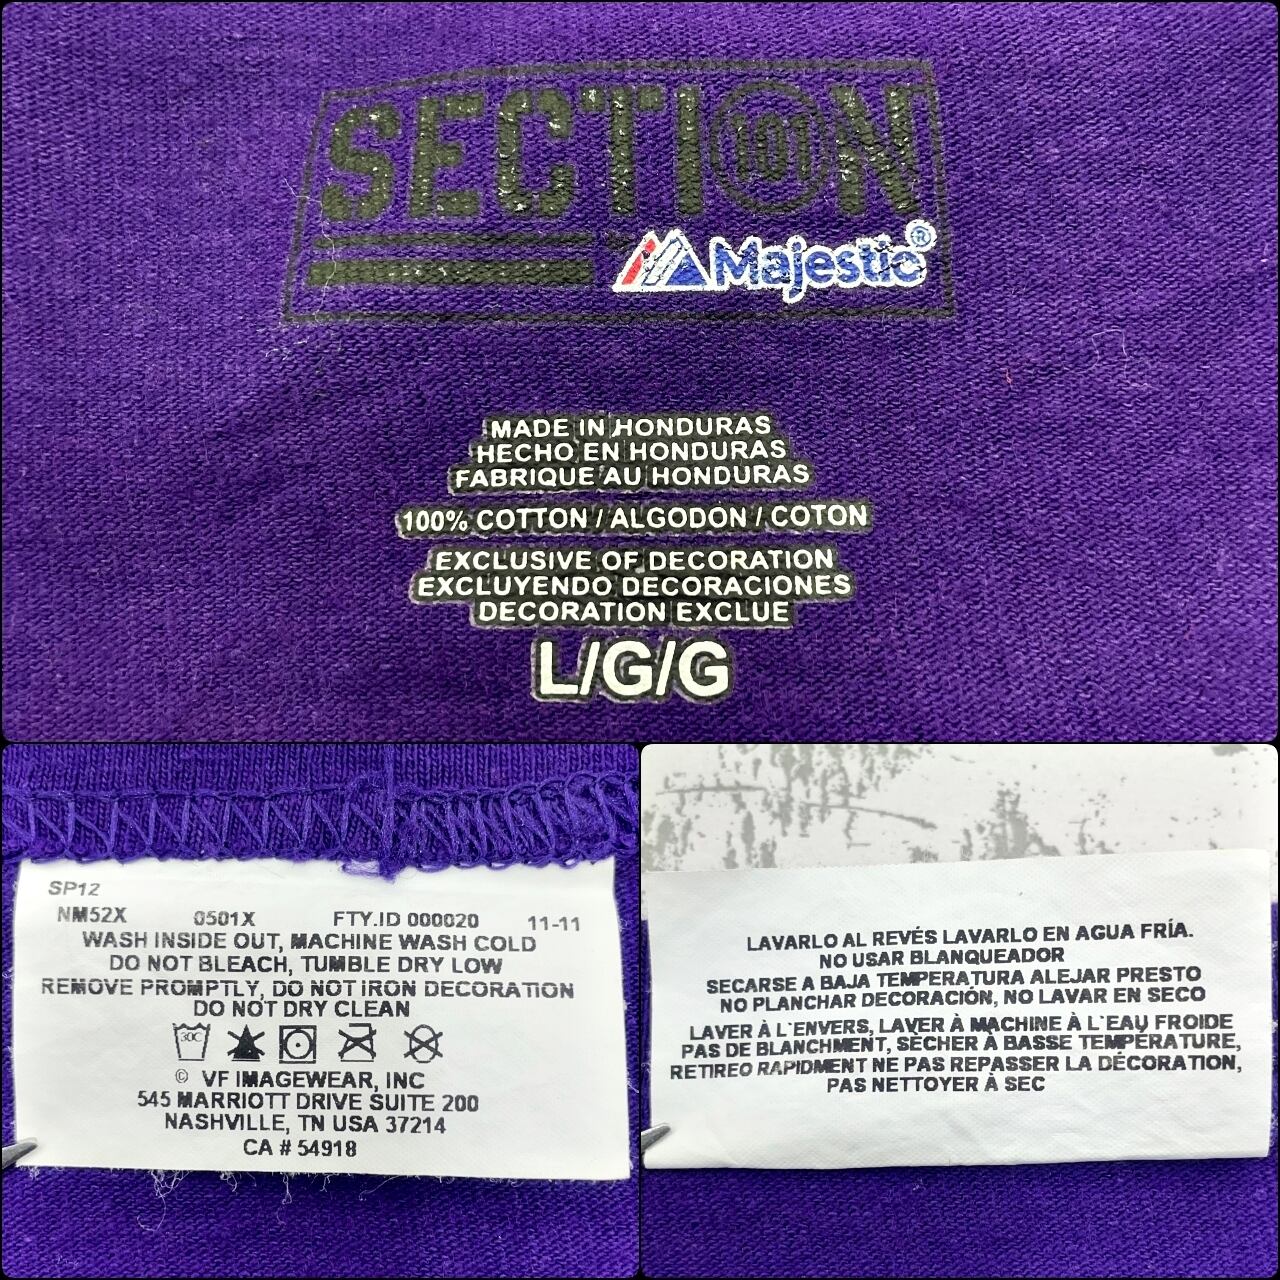 SECTI101N
Majestic®
MADE IN HONDURAS
HECHO EN HONDURAS
FABRIQUE AU HONDURAS
100% COTTON / ALGODÓN / COTON
EXCLUSIVE OF DECORATION
EXCLUYENDO DECORACIONES
DECORATION EXCLUE
L/G/G
SP12
NM52X 0501X FTY.ID 000020 11-11
WASH INSIDE OUT, MACHINE WASH COLD
DO NOT BLEACH, TUMBLE DRY LOW
REMOVE PROMPTLY, DO NOT IRON DECORATION
DO NOT DRY CLEAN
30C
© VF IMAGEWEAR, INC
545 MARRIOTT DRIVE SUITE 200
NASHVILLE, TN USA 37214
CA # 54918
LAVARLO AL REVÉS LAVARLO EN AGUA FRÍA.
NO USAR BLANQUEADOR
SECARSE A BAJA TEMPERATURA ALEJAR PRESTO
NO PLANCHAR DECORACIÓN, NO LAVAR EN SECO
LAVER À L`ENVERS, LAVER À MACHINE À L`EAU FROIDE
PAS DE BLANCHMENT, SÉCHER À BASSE TEMPÉRATURE,
RETIREO RAPIDMENT NE PAS REPASSER LA DÉCORATION,
PAS NETTOYER À SEC